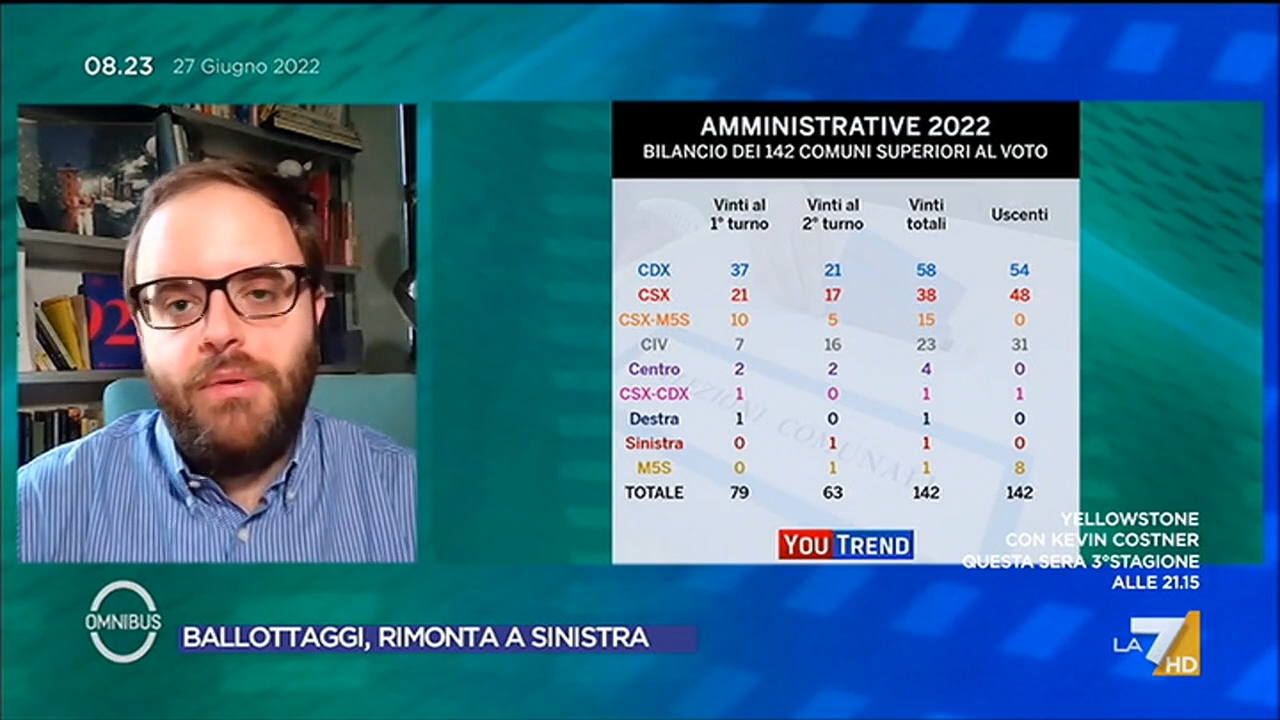 08.23 27 Giugno 2022
AMMINISTRATIVE 2022
BILANCIO DEI 142 COMUNI SUPERIORI AL VOTO
Vinti al 1° turno Vinti al 2° turno Vinti totali Uscenti
CDX 37 21 58 54
CSX 21 17 38 48
CSX-M5S 10 5 15 0
CIV 7 16 23 31
Centro 2 2 4 0
CSX-CDX 1 0 1 1
Destra 1 0 1 0
Sinistra 0 1 1 0
M5S 0 1 1 8
TOTALE 79 63 142 142
YOUTREND
YELLOWSTONE
CON KEVIN COSTNER
QUESTA SERA 3°STAGIONE
ALLE 21.15
OMNIBUS
BALLOTTAGGI, RIMONTA A SINISTRA
LA 7 HD